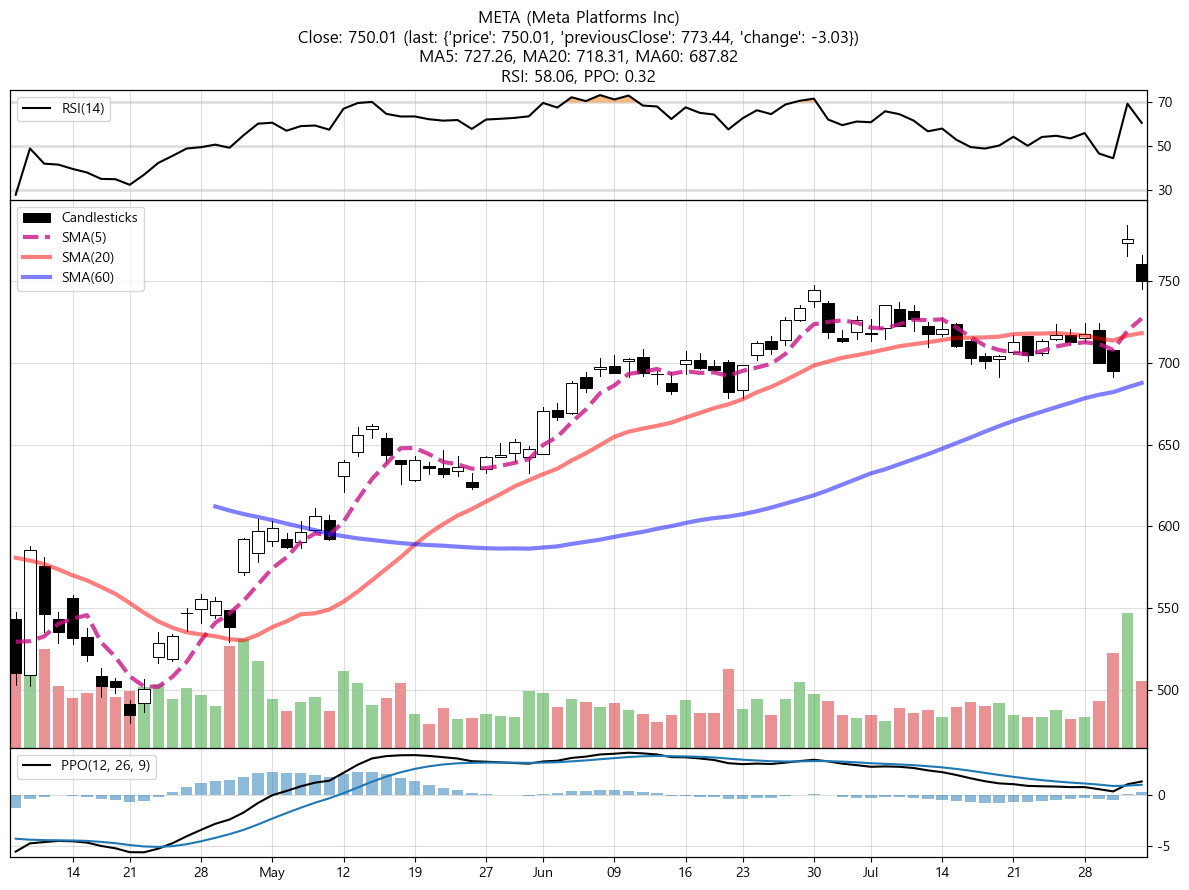 META (Meta Platforms Inc)
Close: 750.01 (last: {'price': 750.01, 'previousClose': 773.44, 'change': -3.03})
MA5: 727.26, MA20: 718.31, MA60: 687.82
RSI: 58.06, PPO: 0.32
RSI(14)
70
50
30
Candlesticks
SMA(5)
SMA(20)
SMA(60)
750
700
650
600
550
500
PPO(12, 26, 9)
0
-5
14 21 28 May 12 19 27 Jun 09 16 23 30 Jul 14 21 28